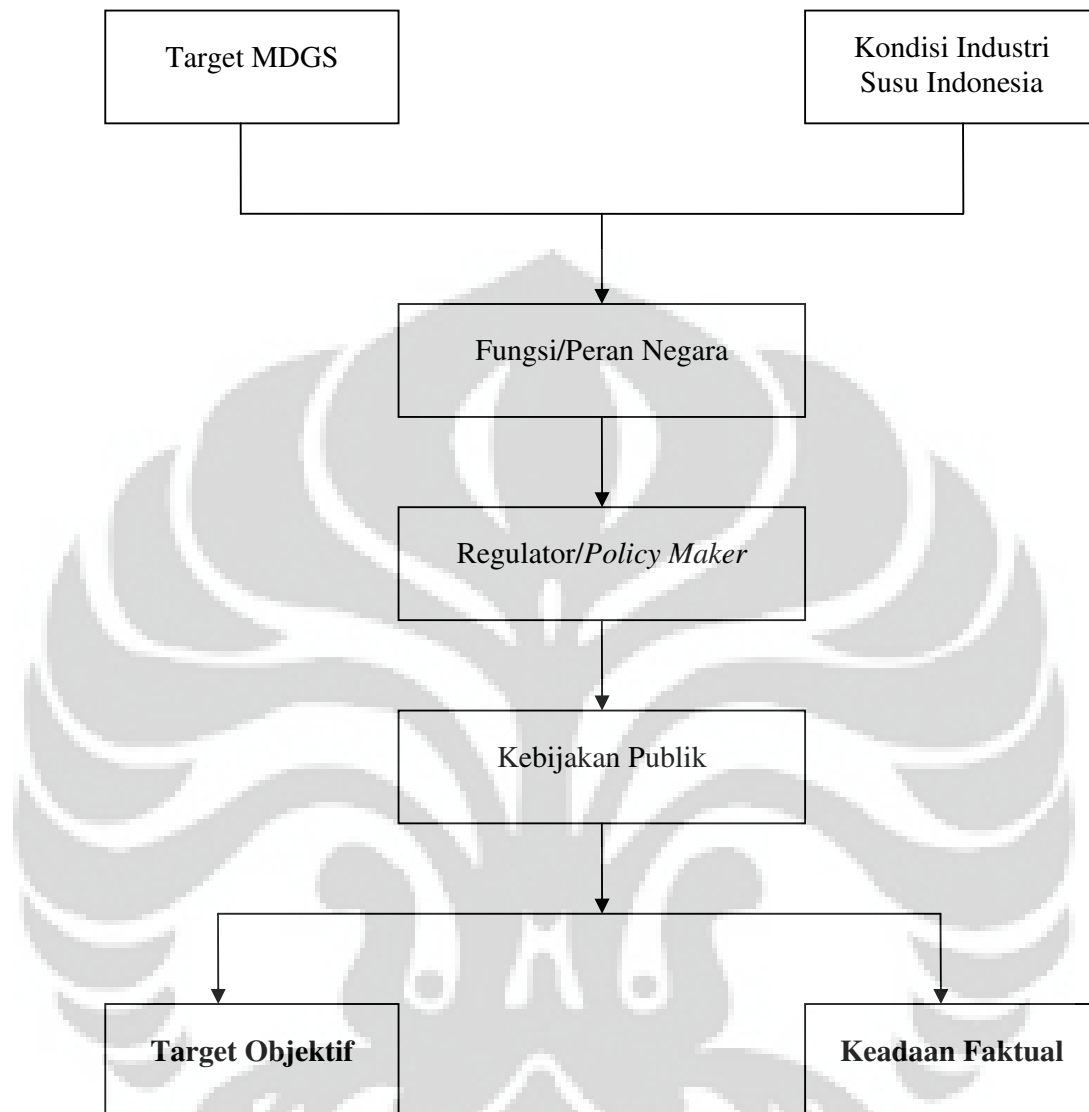 Target MDGS
Kondisi Industri
Susu Indonesia
Fungsi/Peran Negara
Regulator/Policy Maker
Kebijakan Publik
Target Objektif
Keadaan Faktual